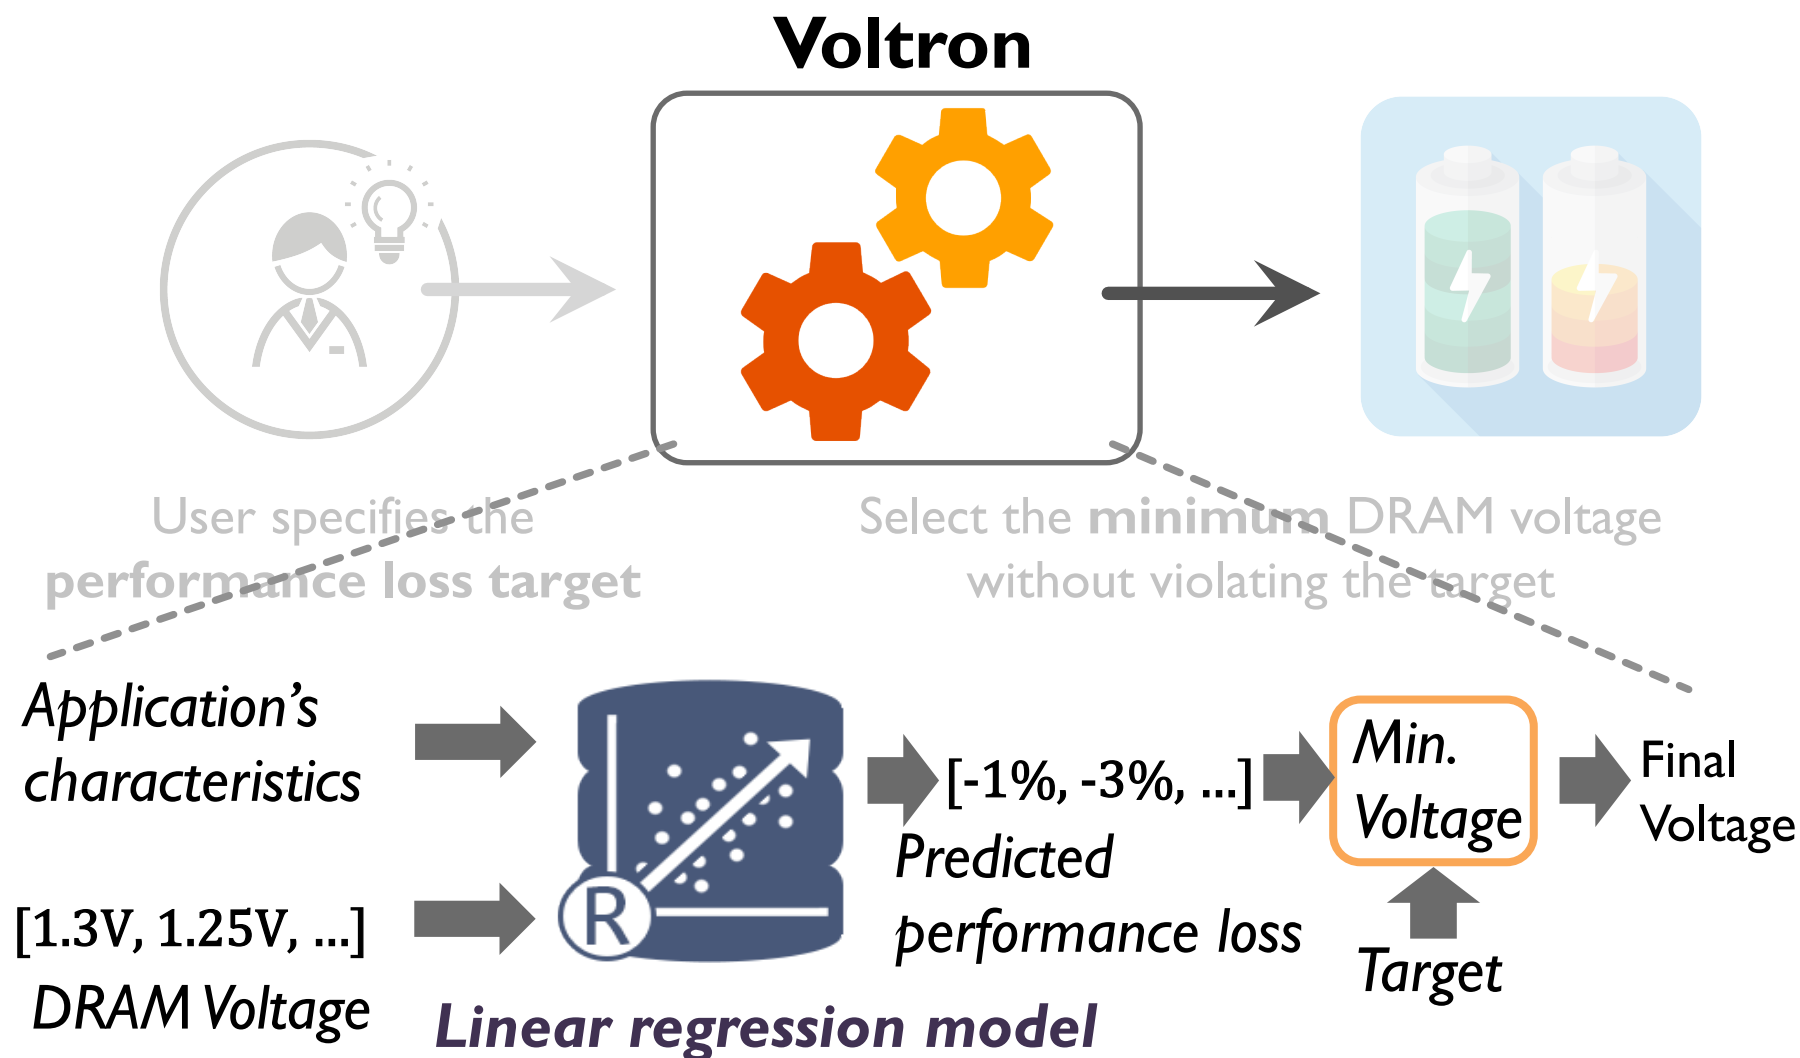 Voltron
User specifies the
performance loss target
Select the minimum DRAM voltage
without violating the target
Application’s
characteristics
[1.3V, 1.25V, ...]
DRAM Voltage
R
Linear regression model
[-1%, -3%, ...]
Predicted
performance loss
Min.
Voltage
Target
Final
Voltage